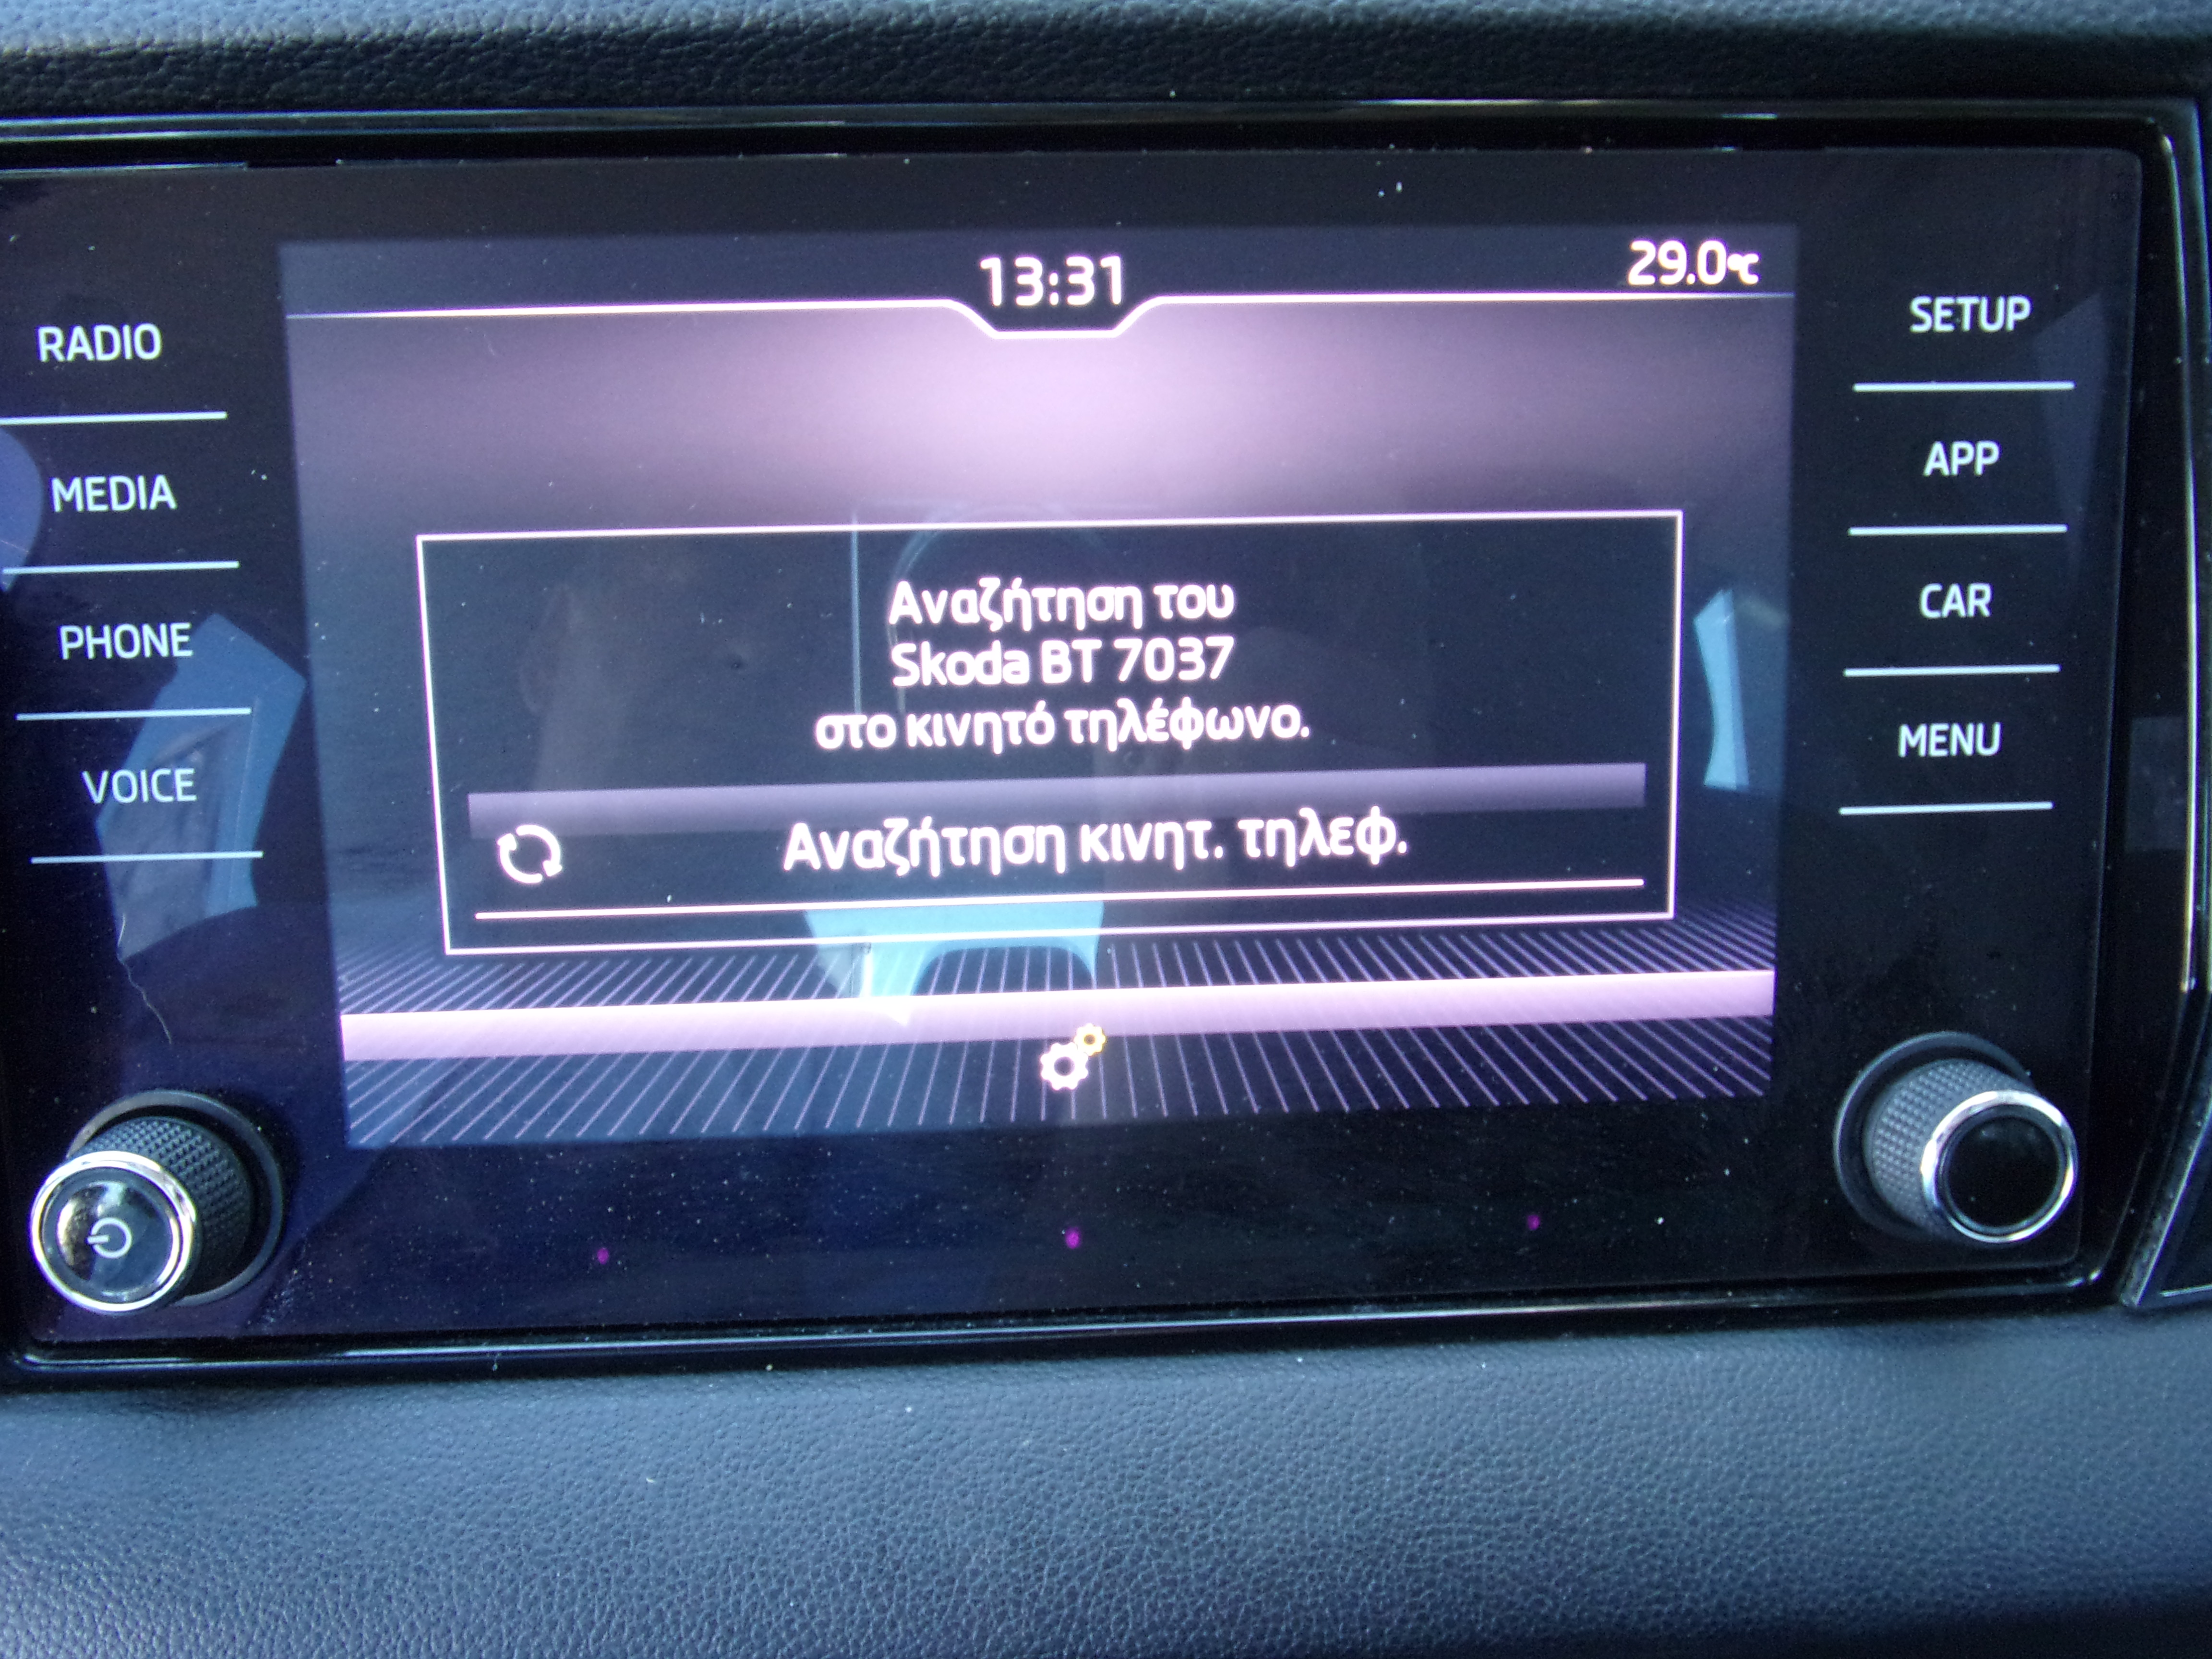 13:31
29.0°C
RADIO
MEDIA
PHONE
VOICE
Αναζήτηση του
Skoda BT 7037
στο κινητό τηλέφωνο.
Αναζήτηση κινητ. τηλεφ.
SETUP
APP
CAR
MENU